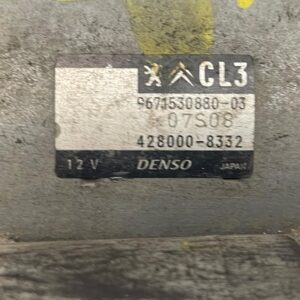 CL3
9671530880-03
07S08
428000-8332
12 V DENSO JAPAN